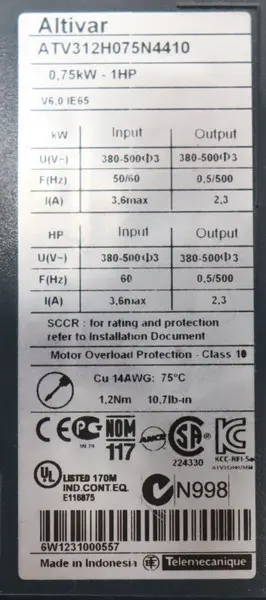 Altivar
ATV312H075N4410
0,75kW - 1HP
V6.0 IE65
kW Input Output
U(V~) 380-500Φ3 380-500Φ3
F(Hz) 50/60 0,5/500
I(A) 3,6max 2,3
HP Input Output
U(V~) 380-500Φ3 380-500Φ3
F(Hz) 60 0,5/500
I(A) 3,6max 2,3
SCCR : for rating and protection
refer to Installation Document
Motor Overload Protection - Class 10
Cu 14AWG: 75°C
1,2Nm 10,7lb-in
CE NOM 117 SA
224330
UL LISTED 170M
IND.CONT.EQ.
E116875
N998
6W1231000557
Made in Indonesia Telemecanique